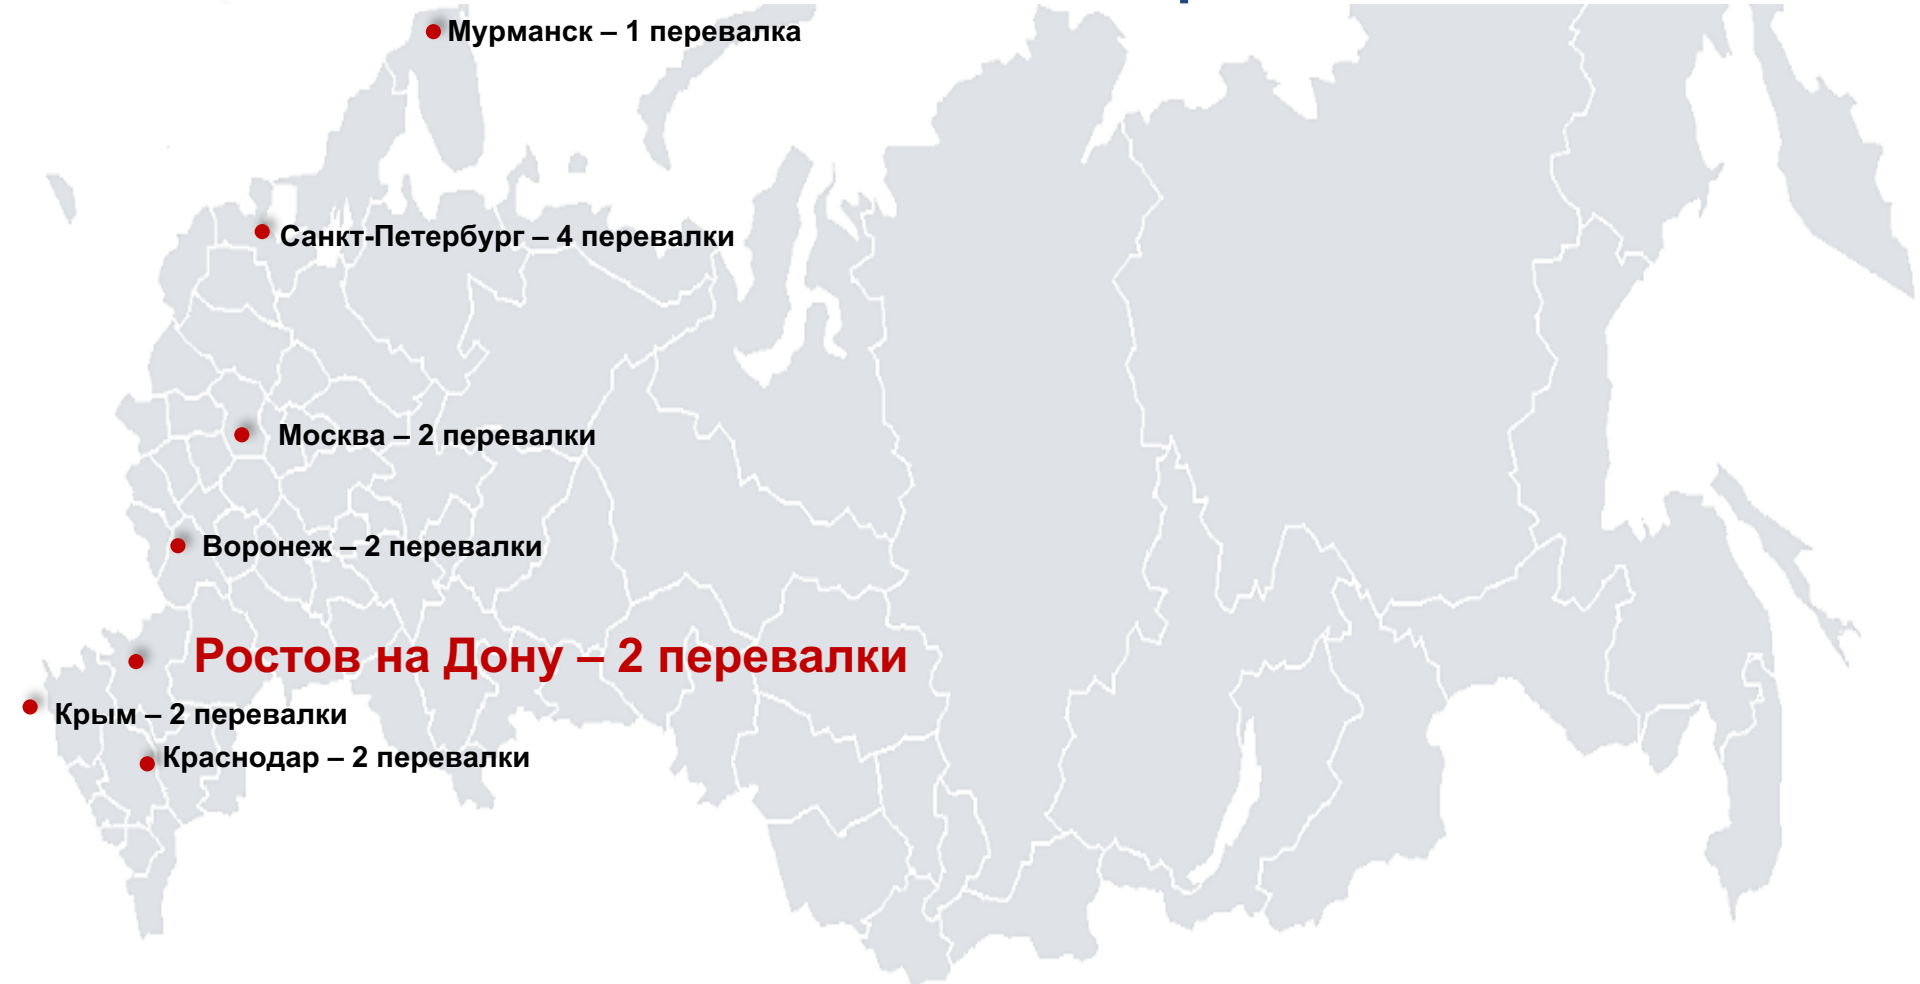 Мурманск – 1 перевалка
Санкт-Петербург – 4 перевалки
Москва – 2 перевалки
Воронеж – 2 перевалки
Ростов на Дону – 2 перевалки
Крым – 2 перевалки
Краснодар – 2 перевалки